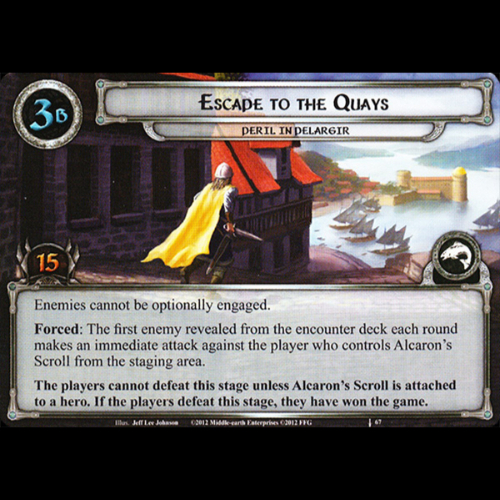 3B
ESCAPE TO THE QUAYS
PERIL IN PELARGIR
15
Enemies cannot be optionally engaged.
Forced: The first enemy revealed from the encounter deck each round
makes an immediate attack against the player who controls Alcaron's
Scroll from the staging area.
The players cannot defeat this stage unless Alcaron's Scroll is attached
to a hero. If the players defeat this stage, they have won the game.
Illus. Jeff Lee Johnson ©2012 Middle-earth Enterprises ©2012 FFG 67